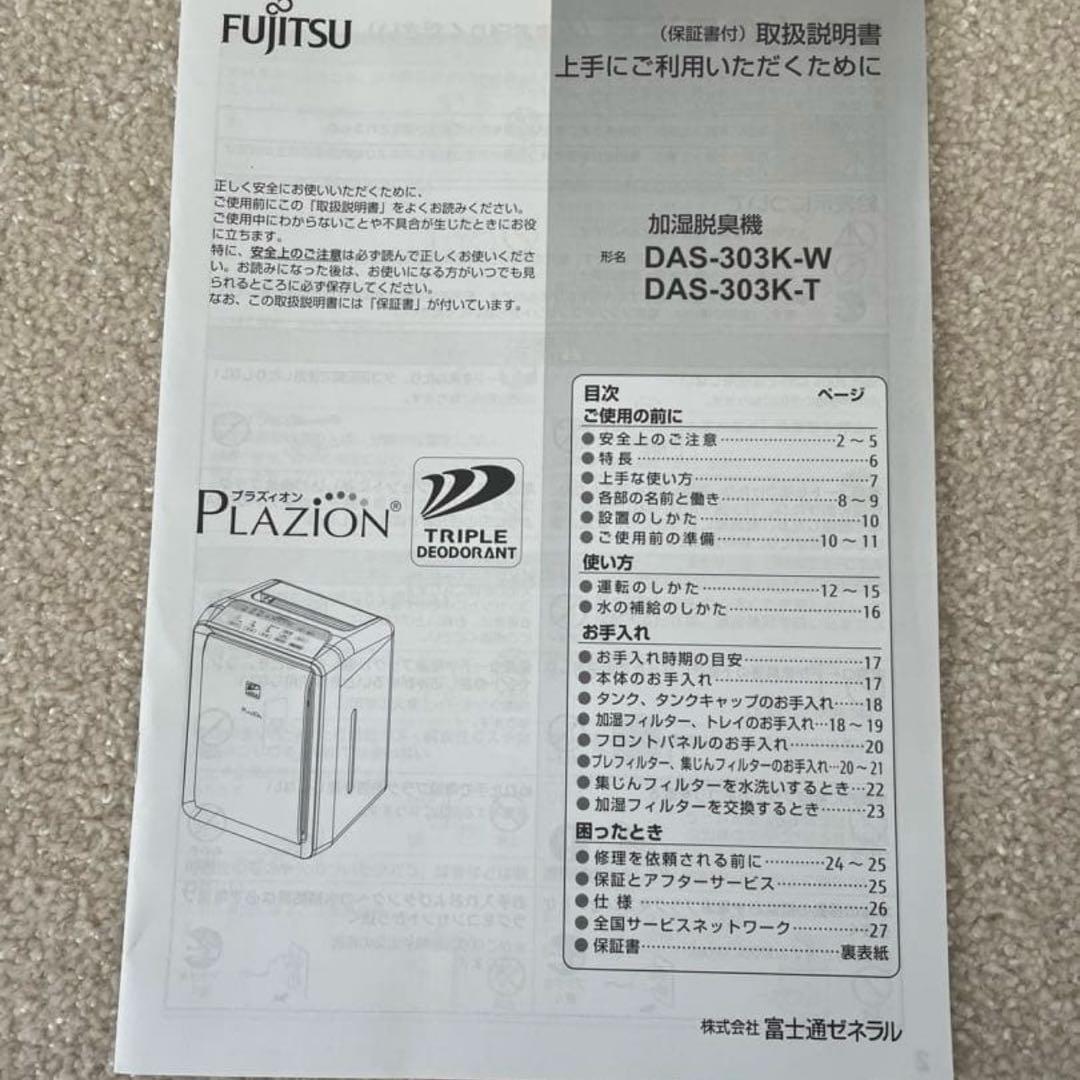 FUJITSU
（保証書付）取扱説明書
上手にご利用いただくために
正しく安全にお使いいただくために、
ご使用前にこの「取扱説明書」をよくお読みください。
ご使用中にわからないことや不具合が生じたときにお役
に立ちます。
特に、安全上のご注意は必ず読んで正しくお使いくださ
い。お読みになった後は、お使いになる方がいつでも見
られるところに必ず保存してください。
なお、この取扱説明書には「保証書」が付いています。
加湿脱臭機
形名 DAS-303K-W
DAS-303K-T
プラズィオン
PLAZION®
TRIPLE
DEODORANT
目次 ページ
ご使用の前に
●安全上のご注意……………………2～5
●特長……………………………………6
●上手な使い方…………………………7
●各部の名前と働き…………………8～9
●設置のしかた…………………………10
●ご使用前の準備…………………10～11
使い方
●運転のしかた……………………12～15
●水の補給のしかた……………………16
お手入れ
●お手入れ時期の目安…………………17
●本体のお手入れ………………………17
●タンク、タンクキャップのお手入れ……18
●加湿フィルター、トレイのお手入れ…18～19
●フロントパネルのお手入れ……………20
●プレフィルター、集じんフィルターのお手入れ…20～21
●集じんフィルターを水洗いするとき…22
●加湿フィルターを交換するとき………23
困ったとき
●修理を依頼される前に…………24～25
●保証とアフターサービス………………25
●仕様……………………………………26
●全国サービスネットワーク……………27
●保証書……………………………裏表紙
株式会社 富士通ゼネラル